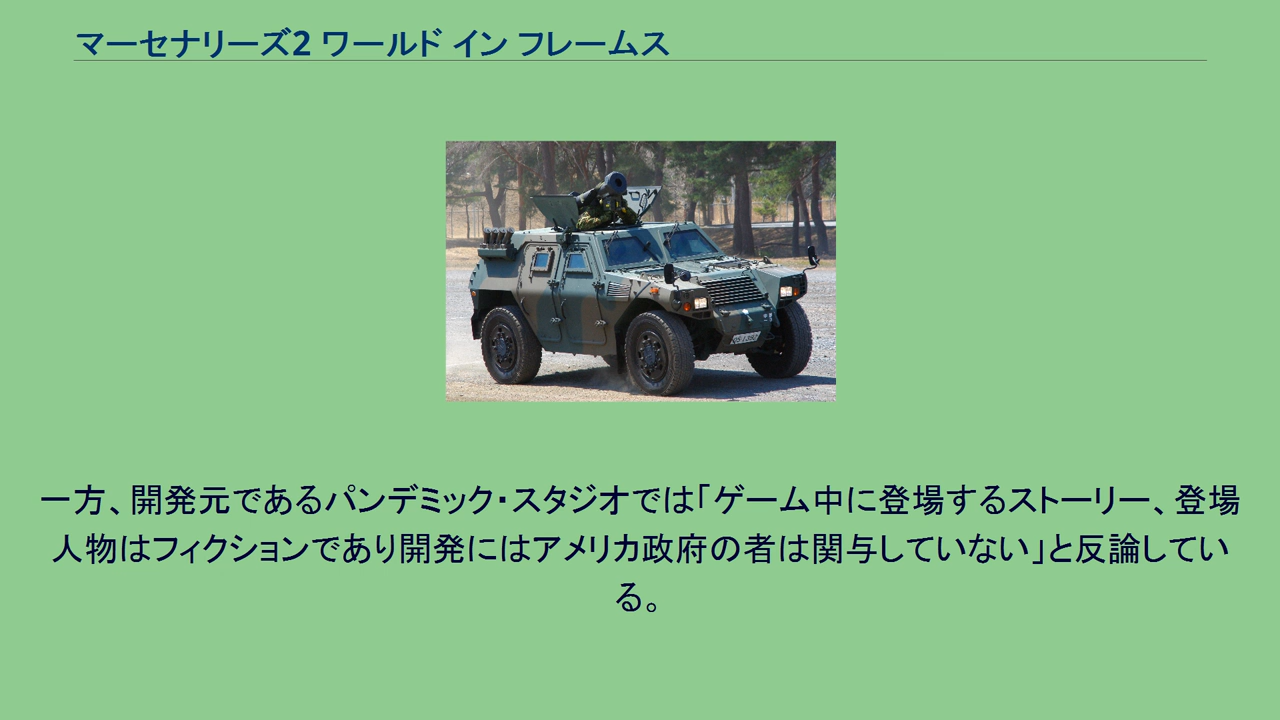 マーセナリーズ2 ワールド イン フレームス
一方、開発元であるパンデミック・スタジオでは｢ゲーム中に登場するストーリー、登場
人物はフィクションであり開発にはアメリカ政府の者は関与していない｣と反論してい
る。